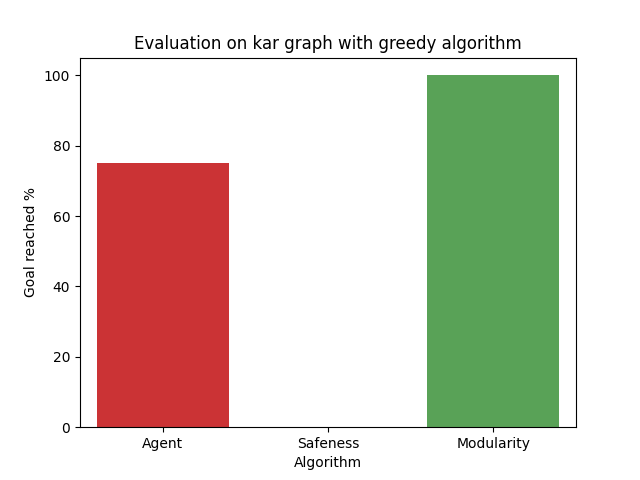 Evaluation on kar graph with greedy algorithm
100
80
60
40
20
0
Goal reached %
Agent
Safeness
Modularity
Algorithm